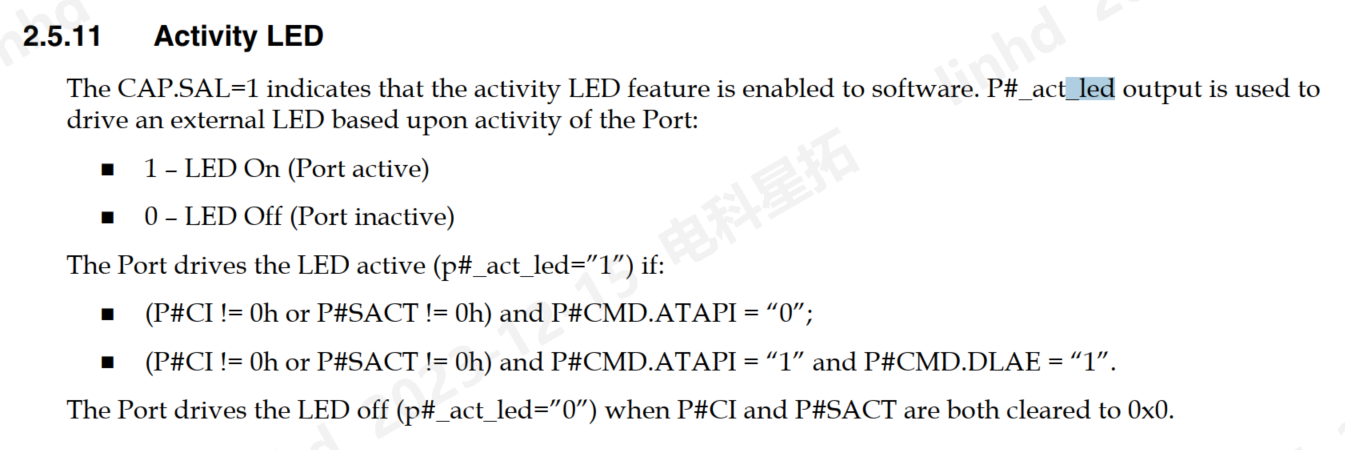 2.5.11 Activity LED
The CAP.SAL=1 indicates that the activity LED feature is enabled to software. P#_act_led output is used to
drive an external LED based upon activity of the Port:
■ 1 – LED On (Port active)
■ 0 – LED Off (Port inactive)
The Port drives the LED active (p#_act_led=”1”) if:
■ (P#CI != 0h or P#SACT != 0h) and P#CMD.ATAPI = “0”;
■ (P#CI != 0h or P#SACT != 0h) and P#CMD.ATAPI = “1” and P#CMD.DLAE = “1”.
The Port drives the LED off (p#_act_led=”0”) when P#CI and P#SACT are both cleared to 0x0.
linhd
2023-12-15 电科星拓